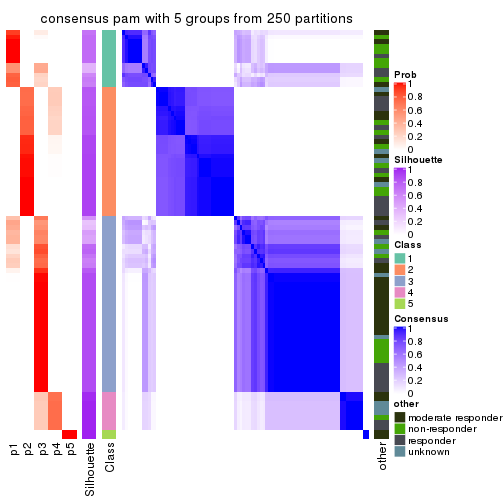 consensus pam with 5 groups from 250 partitions
Prob
1
0.8
0.6
0.4
0.2
0
Silhouette
1
0.8
0.6
0.4
0.2
0
Class
1
2
3
4
5
Consensus
1
0.8
0.6
0.4
0.2
0
other
moderate responder
non-responder
responder
unknown
p1
p2
p3
p4
p5
Silhouette
Class
other